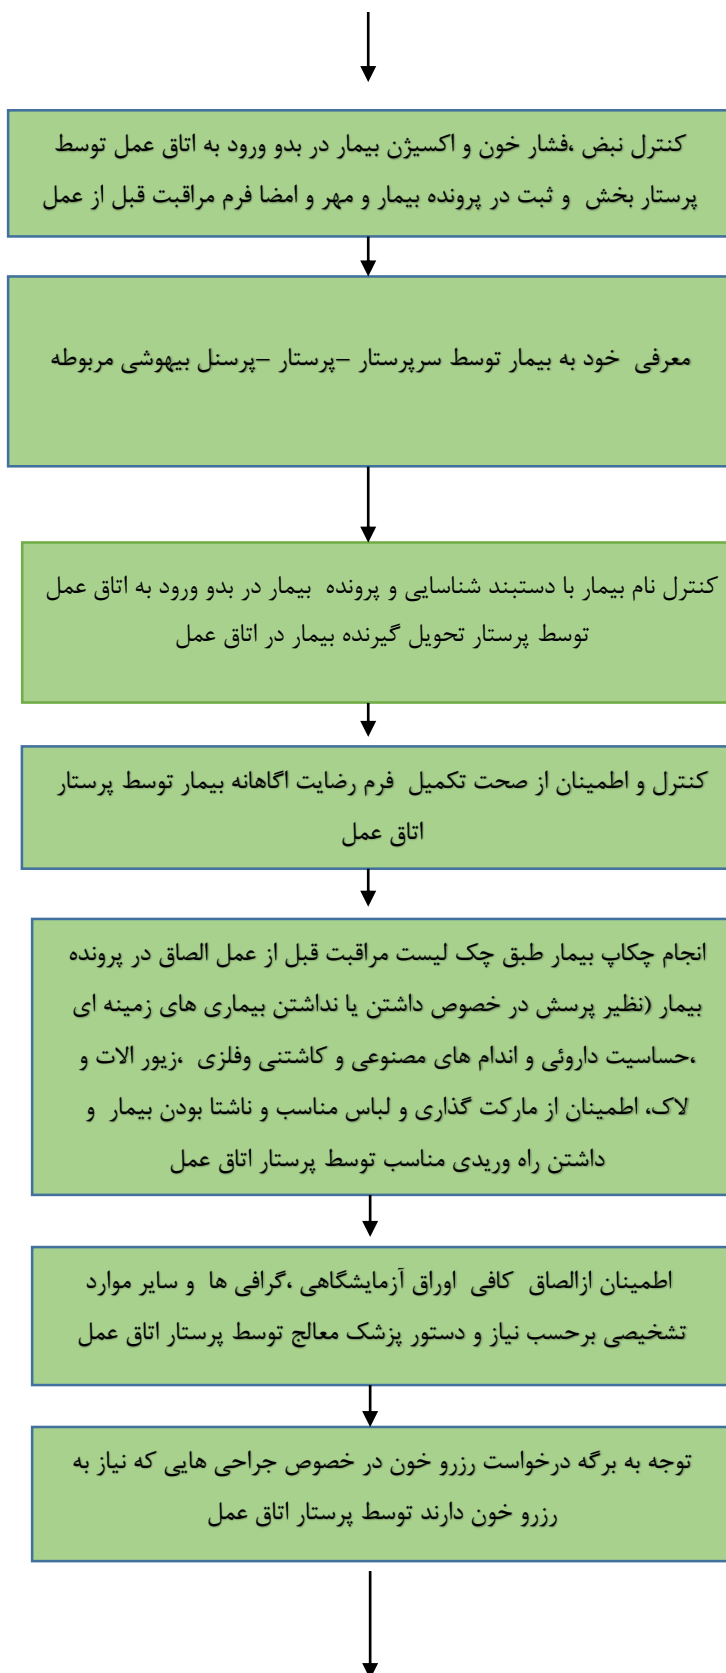 کنترل نبض ،فشار خون و اکسیژن بیمار در بدو ورود به اتاق عمل توسط
پرستار بخش و ثبت در پرونده بیمار و مهر و امضا فرم مراقبت قبل از عمل
معرفی خود به بیمار توسط سرپرستار –پرستار –پرسنل بیهوشی مربوطه
کنترل نام بیمار با دستبند شناسایی و پرونده بیمار در بدو ورود به اتاق عمل
توسط پرستار تحویل گیرنده بیمار در اتاق عمل
کنترل و اطمینان از صحت تکمیل فرم رضایت اگاهانه بیمار توسط پرستار
اتاق عمل
انجام چکاپ بیمار طبق چک لیست مراقبت قبل از عمل الصاق در پرونده
بیمار (نظیر پرسش در خصوص داشتن یا نداشتن بیماری های زمینه ای
،حساسیت داروئی و اندام های مصنوعی و کاشتنی وفلزی ،زیور الات و
لاک، اطمینان از مارکت گذاری و لباس مناسب و ناشتا بودن بیمار و
داشتن راه وریدی مناسب توسط پرستار اتاق عمل
اطمینان ازالصاق کافی اوراق آزمایشگاهی ،گرافی ها و سایر موارد
تشخیصی برحسب نیاز و دستور پزشک معالج توسط پرستار اتاق عمل
توجه به برگه درخواست رزرو خون در خصوص جراحی هایی که نیاز به
رزرو خون دارند توسط پرستار اتاق عمل